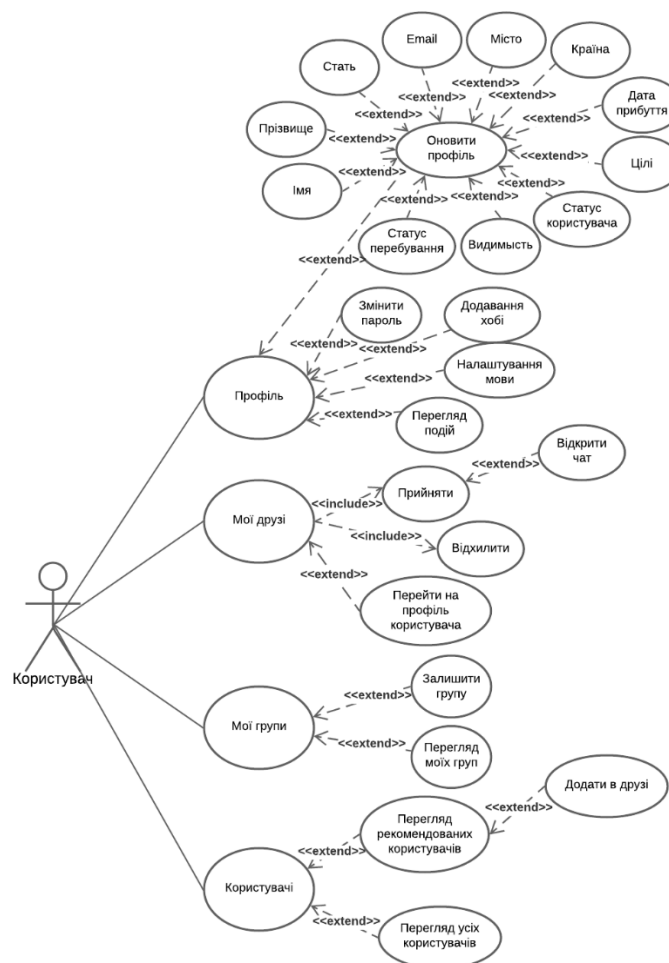 Email
Місто
Країна
Стать
<<extend>>
<<extend>>
<<extend>>
<<extend>>
Дата
прибуття
<<extend>>
<<extend>>
Прізвище
<<extend>>
Оновити
профіль
<<extend>>
Цілі
Імя
<<extend>>
<<extend>>
<<extend>>
<<extend>>
Статус
користувача
Статус
перебування
Видимысть
<<extend>>
Змінити
пароль
Додавання
хобі
<<extend>>
<<extend>>
Налаштування
мови
<<extend>>
Профіль
<<extend>>
Перегляд
подій
Відкрити
чат
<<extend>>
Прийняти
<<include>>
Мої друзі
<<include>>
Відхилити
<<extend>>
Перейти на
профіль
користувача
Користувач
Залишити
групу
<<extend>>
Мої групи
<<extend>>
Перегляд
моїх груп
Додати в друзі
<<extend>>
Перегляд
рекомендованих
користувачів
<<extend>>
Користувачі
<<extend>>
Перегляд усіх
користувачів